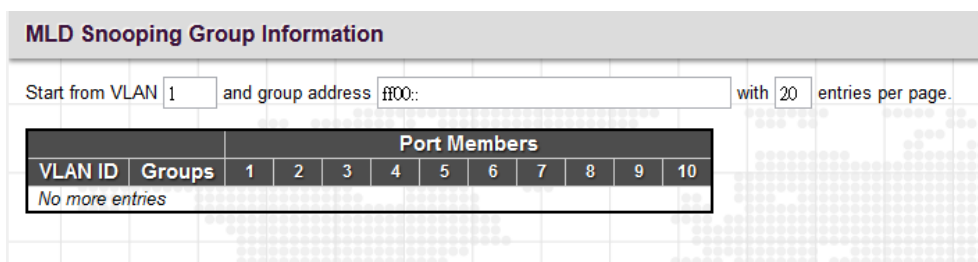 MLD Snooping Group Information
Start from VLAN 1 and group address ff00:: with 20 entries per page.
Port Members
VLAN ID Groups 1 2 3 4 5 6 7 8 9 10
No more entries